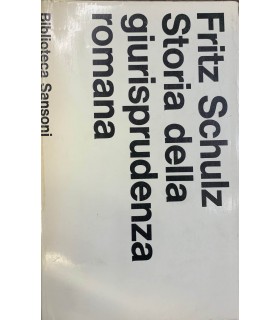 Fritz Schulz
Storia della
giurisprudenza
romana
Biblioteca Sansoni